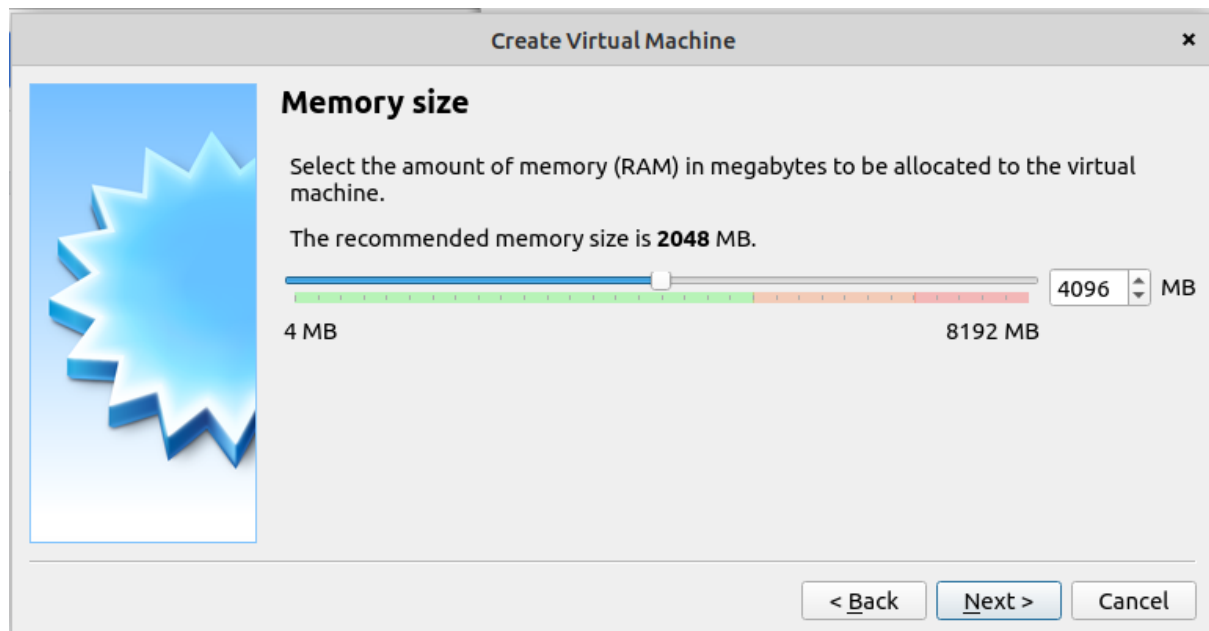 Create Virtual Machine ×
Memory size
Select the amount of memory (RAM) in megabytes to be allocated to the virtual
machine.
The recommended memory size is 2048 MB.
4096 MB
4 MB 8192 MB
< Back Next > Cancel